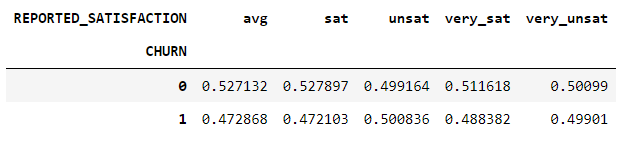 REPORTED_SATISFACTION avg sat unsat very_sat very_unsat
CHURN
0 0.527132 0.527897 0.499164 0.511618 0.50099
1 0.472868 0.472103 0.500836 0.488382 0.49901